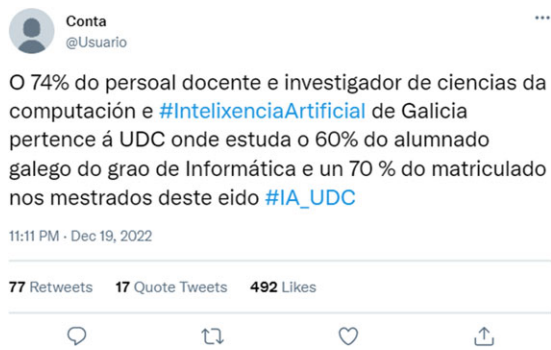 Conta
@Usuario
O 74% do persoal docente e investigador de ciencias da
computación e #IntelixenciaArtificial de Galicia
pertence á UDC onde estuda o 60% do alumnado
galego do grao de Informática e un 70 % do matriculado
nos mestrados deste eido #IA_UDC
11:11 PM · Dec 19, 2022
77 Retweets 17 Quote Tweets 492 Likes